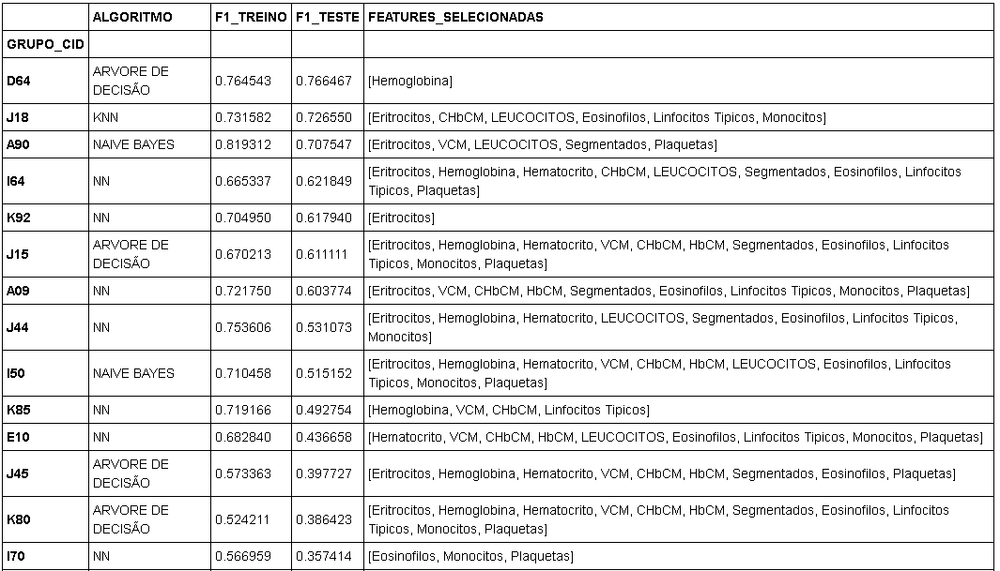 ALGORITMO F1_TREINO F1_TESTE FEATURES_SELECIONADAS
GRUPO_CID
D64 ARVORE DE DECISÃO 0.764543 0.766467 [Hemoglobina]
J18 KNN 0.731582 0.726550 [Eritrocitos, CHbCM, LEUCOCITOS, Eosinofilos, Linfocitos Tipicos, Monocitos]
A90 NAIVE BAYES 0.819312 0.707547 [Eritrocitos, VCM, LEUCOCITOS, Segmentados, Plaquetas]
I64 NN 0.665337 0.621849 [Eritrocitos, Hemoglobina, Hematocrito, CHbCM, LEUCOCITOS, Segmentados, Eosinofilos, Linfocitos
Tipicos, Plaquetas]
K92 NN 0.704950 0.617940 [Eritrocitos]
J15 ARVORE DE DECISÃO 0.670213 0.611111 [Eritrocitos, Hemoglobina, Hematocrito, VCM, CHbCM, HbCM, Segmentados, Eosinofilos, Linfocitos
Tipicos, Monocitos, Plaquetas]
A09 NN 0.721750 0.603774 [Eritrocitos, VCM, CHbCM, HbCM, Segmentados, Eosinofilos, Linfocitos Tipicos, Monocitos, Plaquetas]
J44 NN 0.753606 0.531073 [Eritrocitos, Hemoglobina, Hematocrito, LEUCOCITOS, Segmentados, Eosinofilos, Linfocitos Tipicos,
Monocitos]
I50 NAIVE BAYES 0.710458 0.515152 [Eritrocitos, Hemoglobina, Hematocrito, VCM, CHbCM, HbCM, LEUCOCITOS, Eosinofilos, Linfocitos
Tipicos, Monocitos, Plaquetas]
K85 NN 0.719166 0.492754 [Hemoglobina, VCM, CHbCM, Linfocitos Tipicos]
E10 NN 0.682840 0.436658 [Hematocrito, VCM, CHbCM, HbCM, LEUCOCITOS, Eosinofilos, Linfocitos Tipicos, Monocitos, Plaquetas]
J45 ARVORE DE DECISÃO 0.573363 0.397727 [Eritrocitos, Hemoglobina, Hematocrito, VCM, CHbCM, HbCM, Segmentados, Eosinofilos, Plaquetas]
K80 ARVORE DE DECISÃO 0.524211 0.386423 [Eritrocitos, Hemoglobina, Hematocrito, VCM, CHbCM, HbCM, Segmentados, Eosinofilos, Linfocitos
Tipicos, Monocitos, Plaquetas]
I70 NN 0.566959 0.357414 [Eosinofilos, Monocitos, Plaquetas]